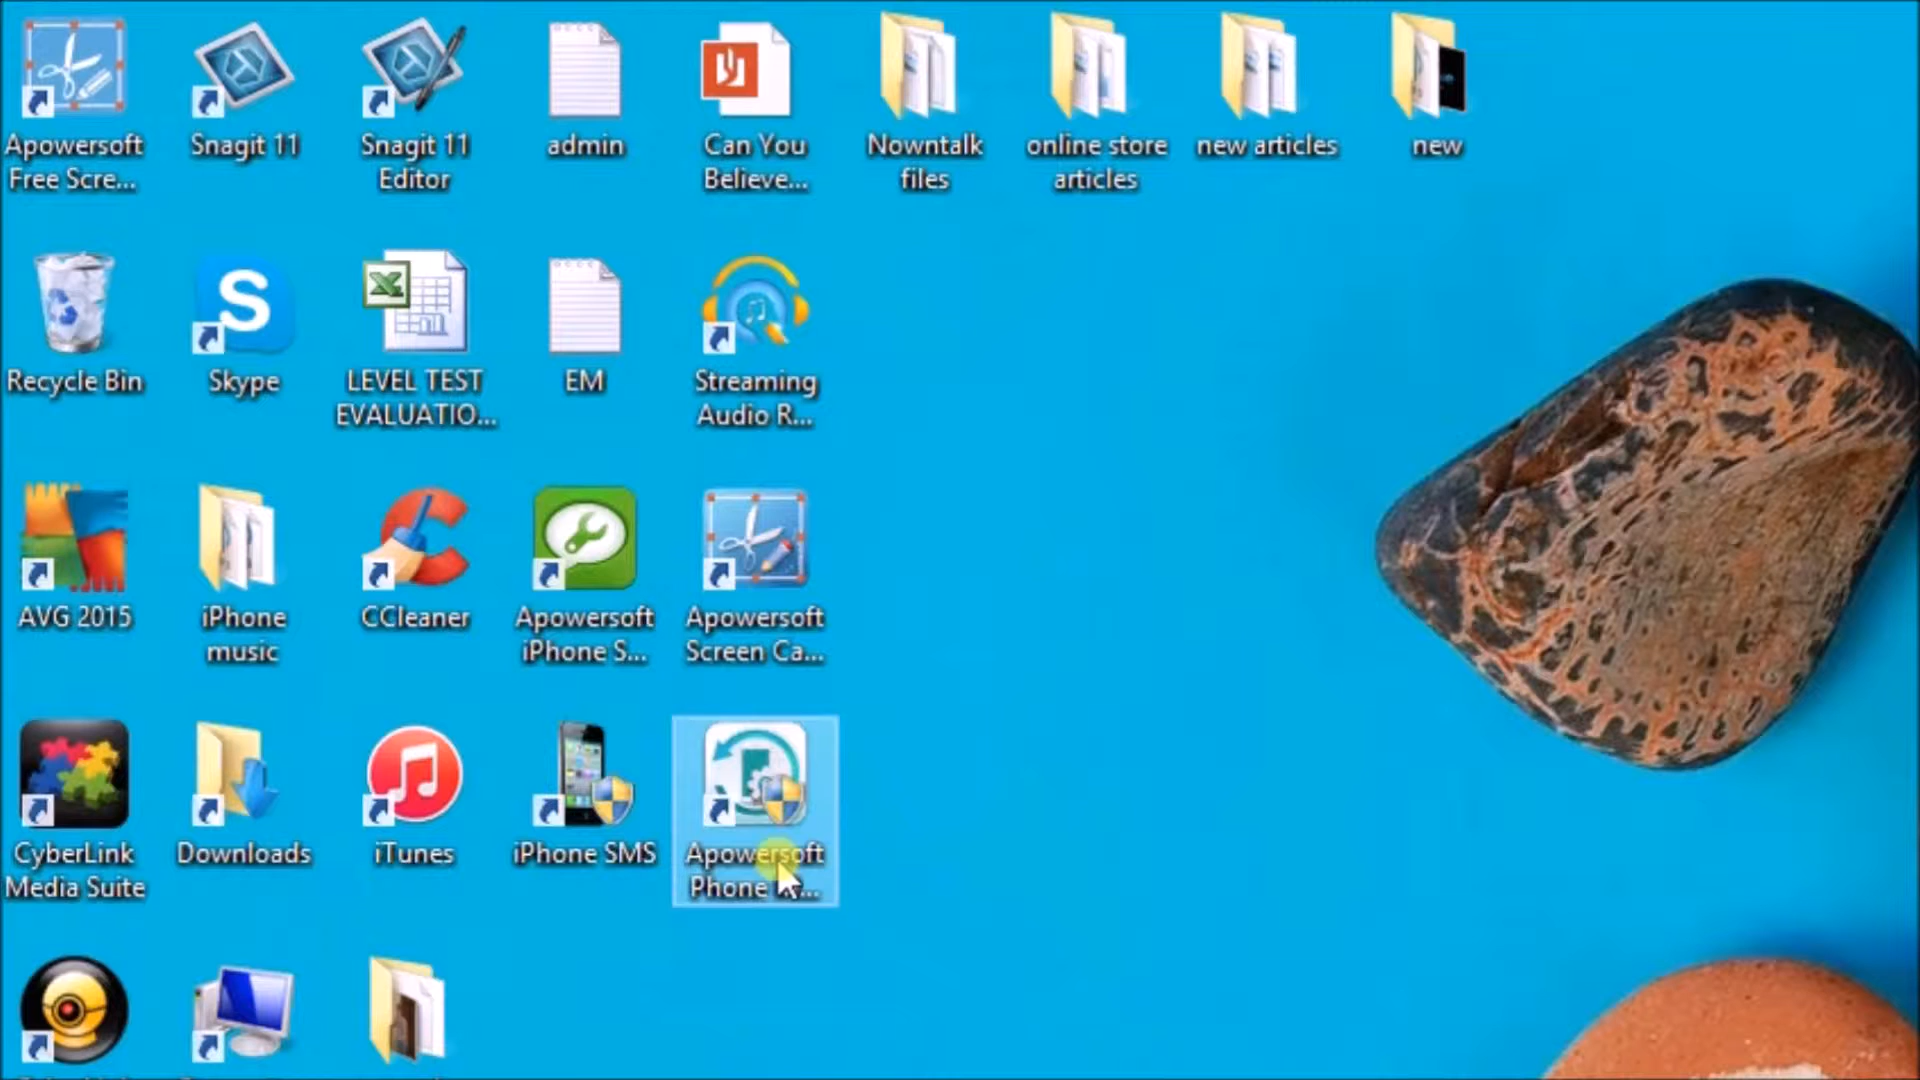 Apowersoft
Free Scre...
Snagit 11
Snagit 11
Editor
admin
Can You
Believe...
Nowntalk
files
online store
articles
new articles
new
Recycle Bin
S
Skype
LEVEL TEST
EVALUATIO...
EM
Streaming
Audio R...
AVG 2015
iPhone
music
CCleaner
Apowersoft
iPhone S...
Apowersoft
Screen Ca...
CyberLink
Media Suite
Downloads
iTunes
iPhone SMS
Apowersoft
Phone